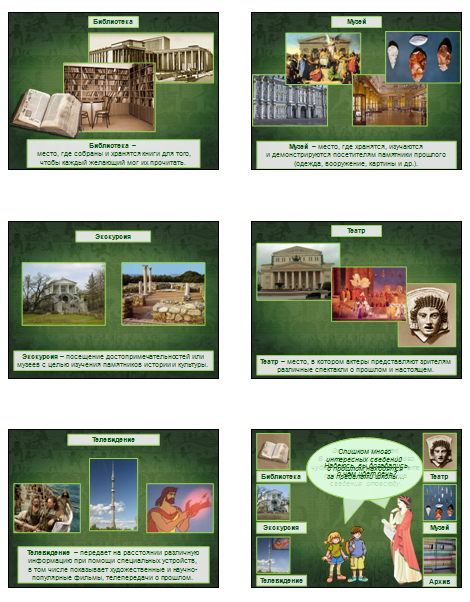 Библиотека
Библиотека –
место, где собраны и хранятся книги для того,
чтобы каждый желающий мог их прочитать.
Музей
Музей – место, где хранятся, изучаются
и демонстрируются посетителям памятники прошлого
(одежда, вооружение, картины и др.).
Экскурсия
Экскурсия – посещение достопримечательностей или
музеев с целью изучения памятников истории и культуры.
Театр
Театр – место, в котором актеры представляют зрителям
различные спектакли о прошлом и настоящем.
Телевидение
Телевидение – передает на расстоянии различную
информацию при помощи специальных устройств,
в том числе показывает художественные и научно-
популярные фильмы, телепередачи о прошлом.
Слишком много
интересных сведений
за пределами школы...
Библиотека
Театр
Экскурсия
Музей
Телевидение
Архив